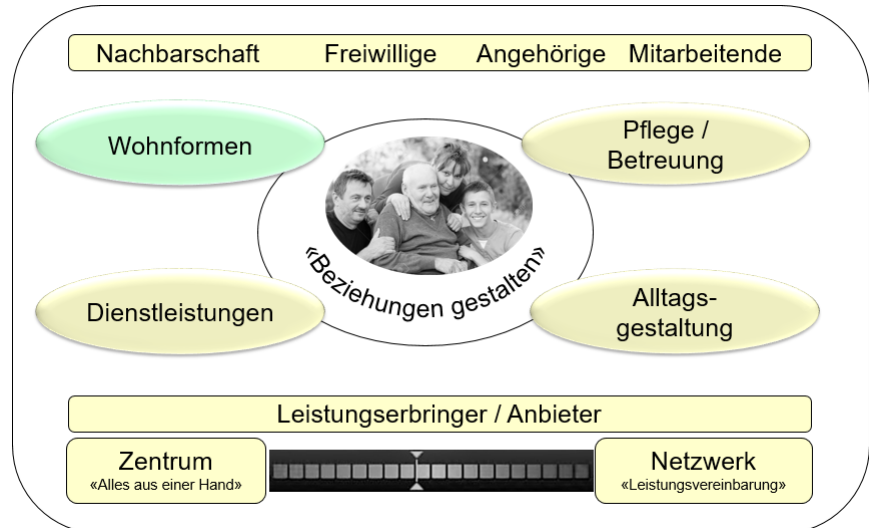 Nachbarschaft Freiwillige Angehörige Mitarbeitende
Wohnformen
Pflege /
Betreuung
«Beziehungen gestalten»
Dienstleistungen
Alltags-
gestaltung
Leistungserbringer / Anbieter
Zentrum
«Alles aus einer Hand»
Netzwerk
«Leistungsvereinbarung»